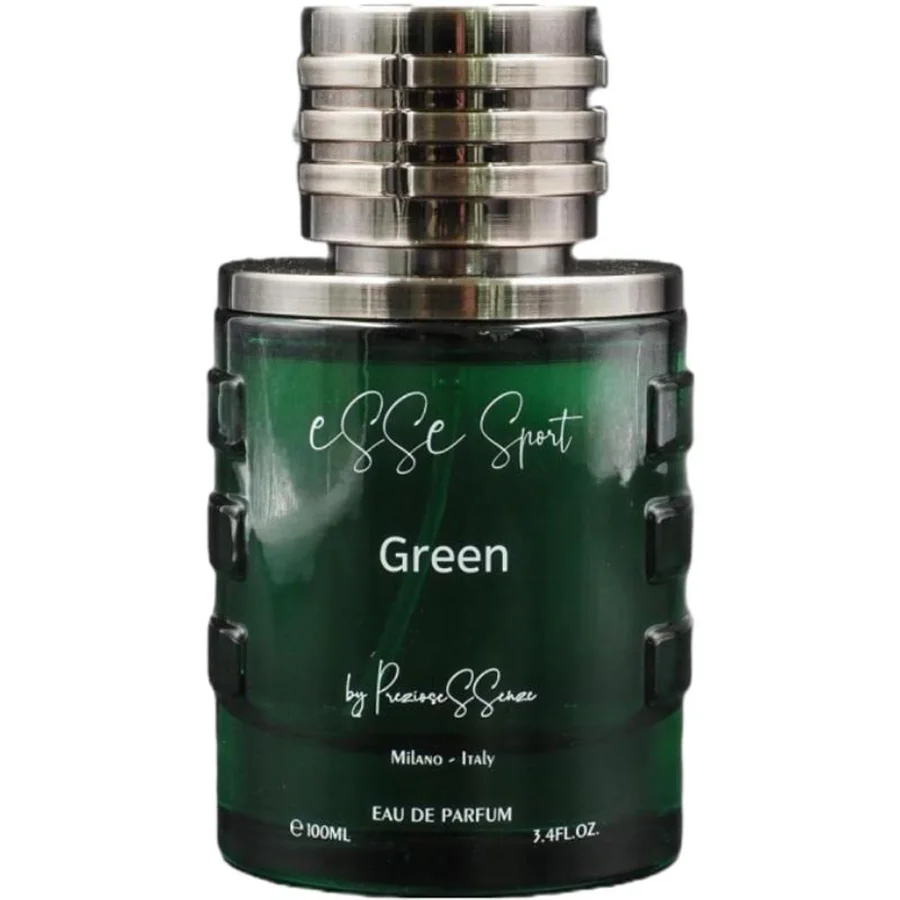 eSSe Sport
Green
by PrezioseSSenze
Milano - Italy
EAU DE PARFUM
℮100ML 3.4FL.OZ.